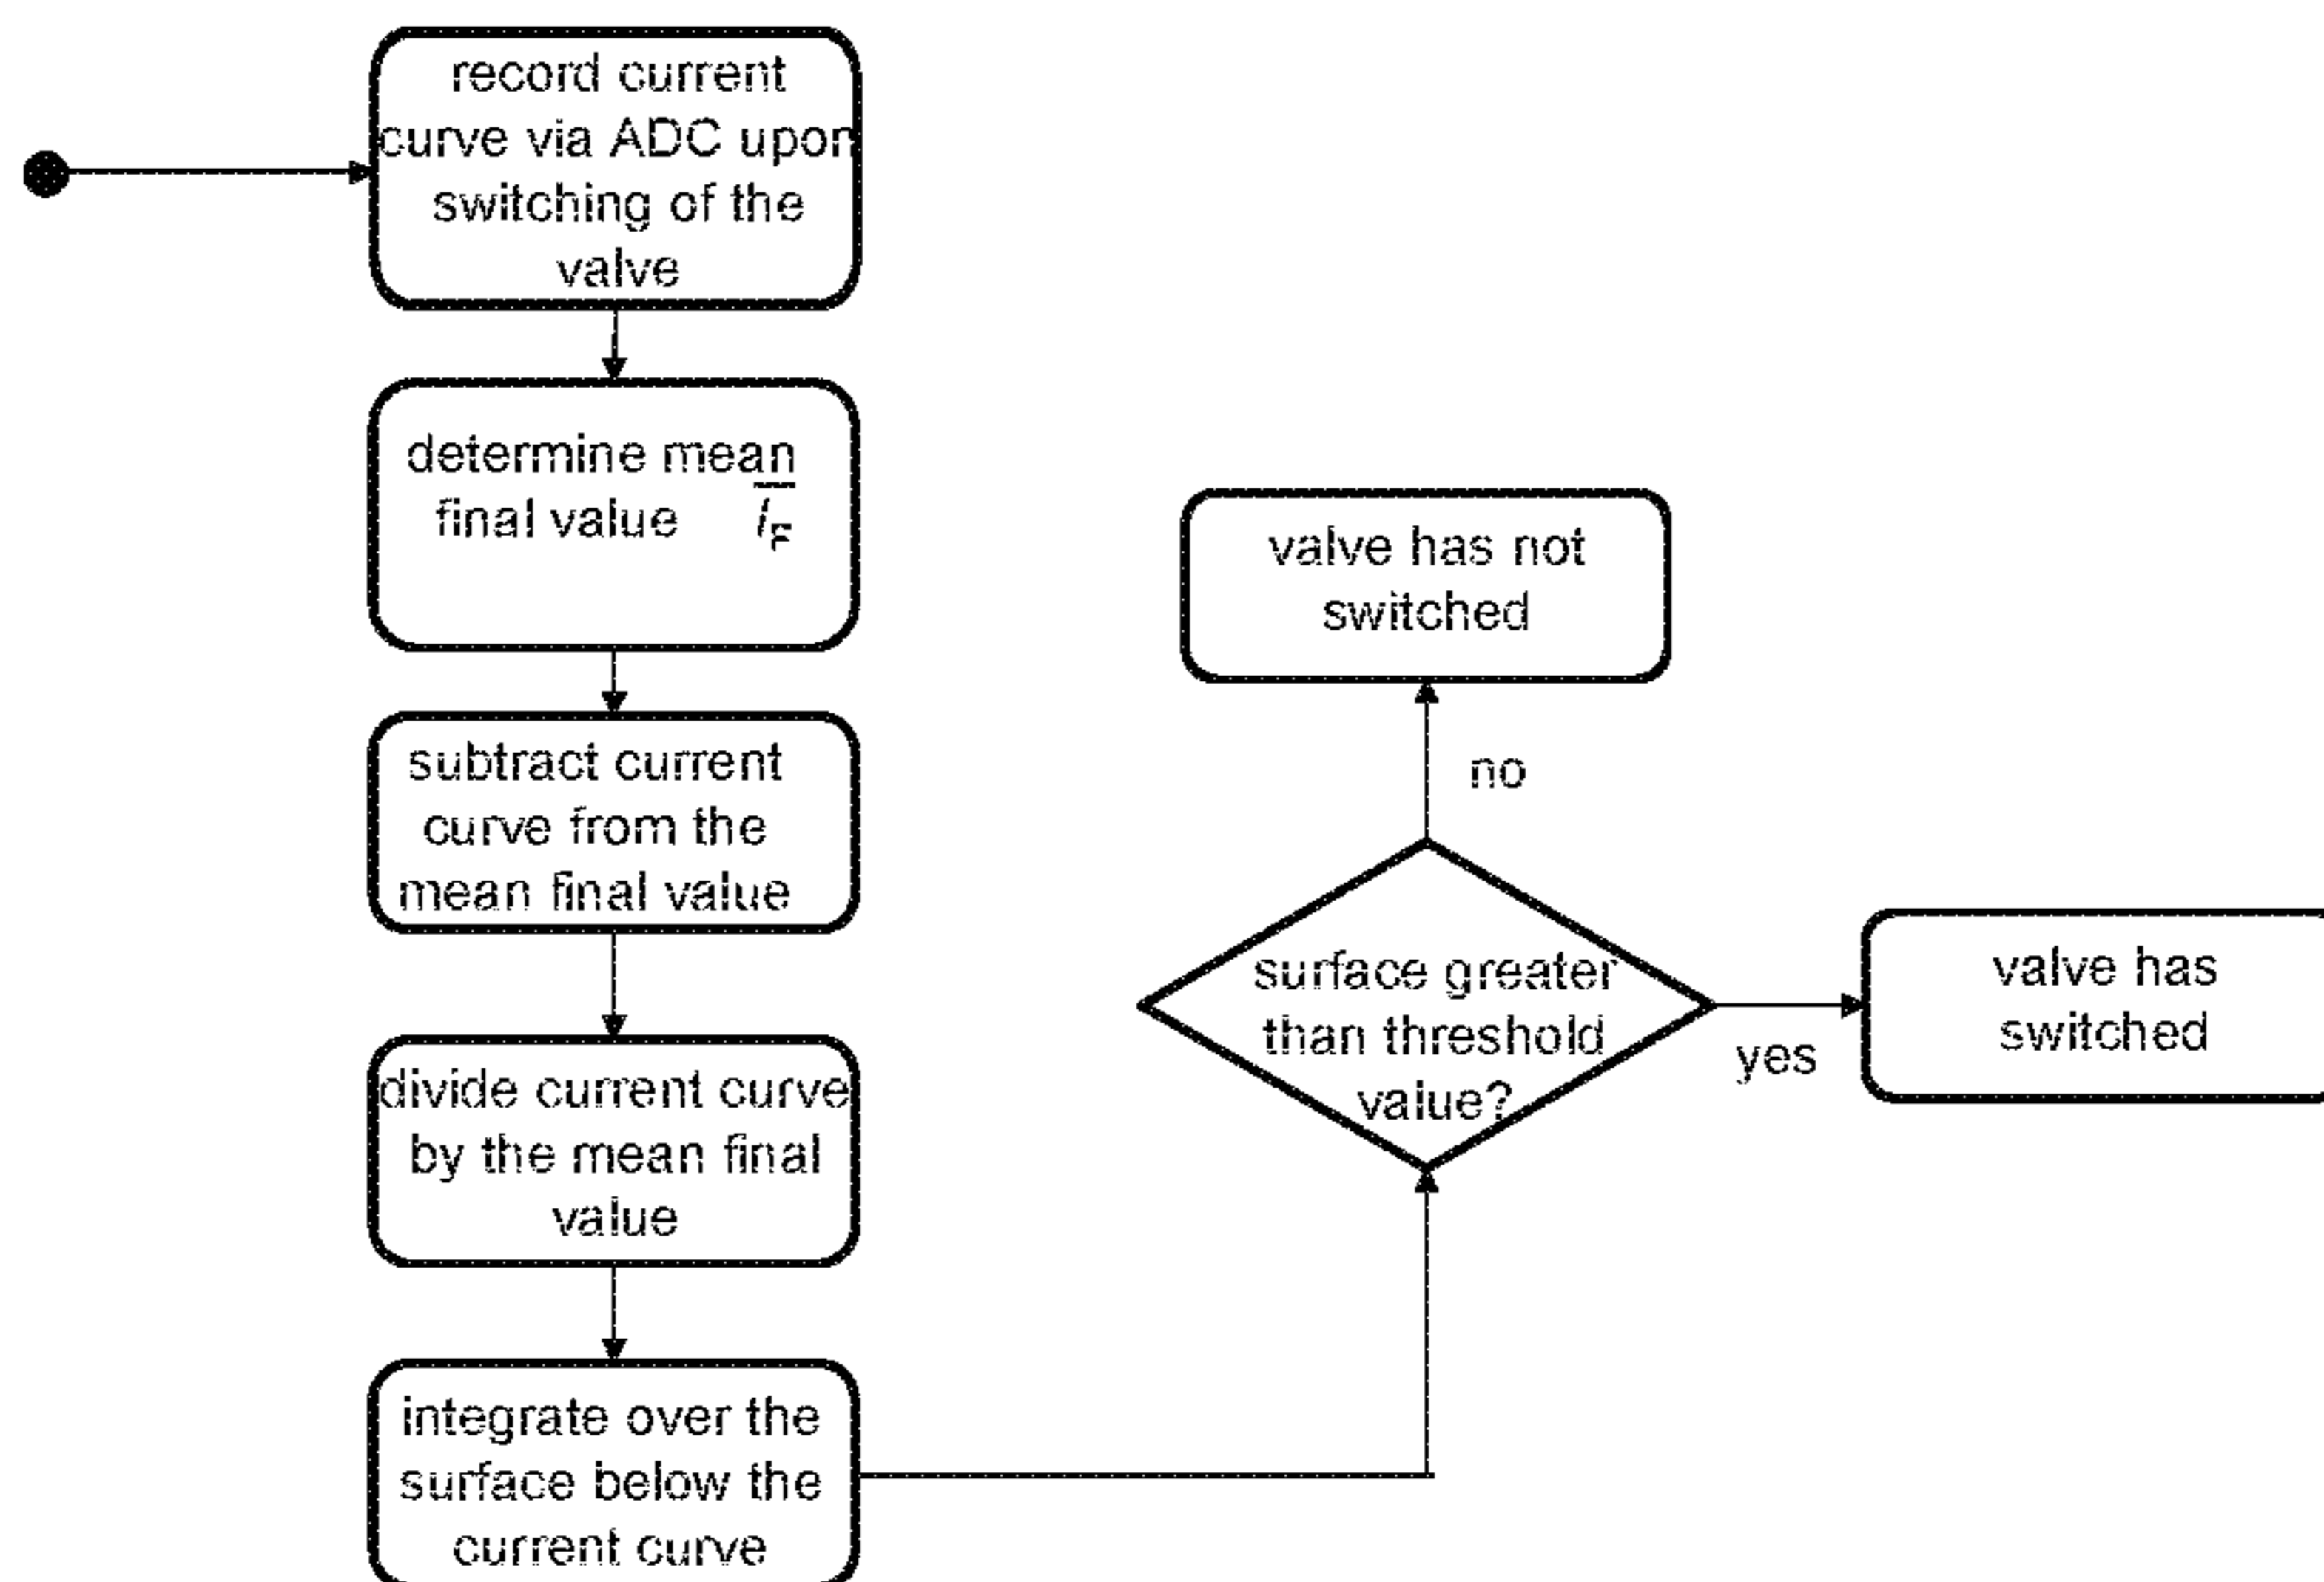 record current
curve via ADC upon
switching of the
valve
determine mean
final value I̅F
subtract current
curve from the
mean final value
divide current curve
by the mean final
value
integrate over the
surface below the
current curve
surface greater
than threshold
value?
no
valve has not
switched
yes
valve has
switched